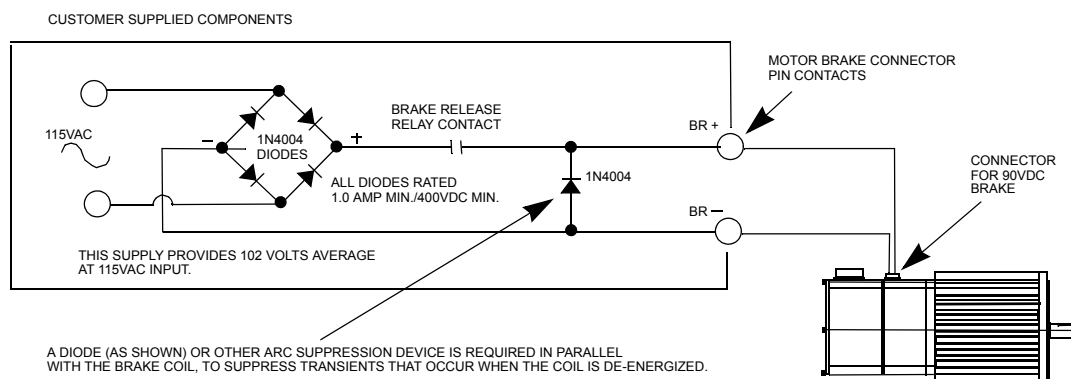 CUSTOMER SUPPLIED COMPONENTS
MOTOR BRAKE CONNECTOR
PIN CONTACTS
BRAKE RELEASE
RELAY CONTACT
BR +
115VAC
−
1N4004
DIODES
+
CONNECTOR
FOR 90VDC
BRAKE
1N4004
ALL DIODES RATED
1.0 AMP MIN./400VDC MIN.
BR −
THIS SUPPLY PROVIDES 102 VOLTS AVERAGE
AT 115VAC INPUT.
A DIODE (AS SHOWN) OR OTHER ARC SUPPRESSION DEVICE IS REQUIRED IN PARALLEL
WITH THE BRAKE COIL, TO SUPPRESS TRANSIENTS THAT OCCUR WHEN THE COIL IS DE-ENERGIZED.